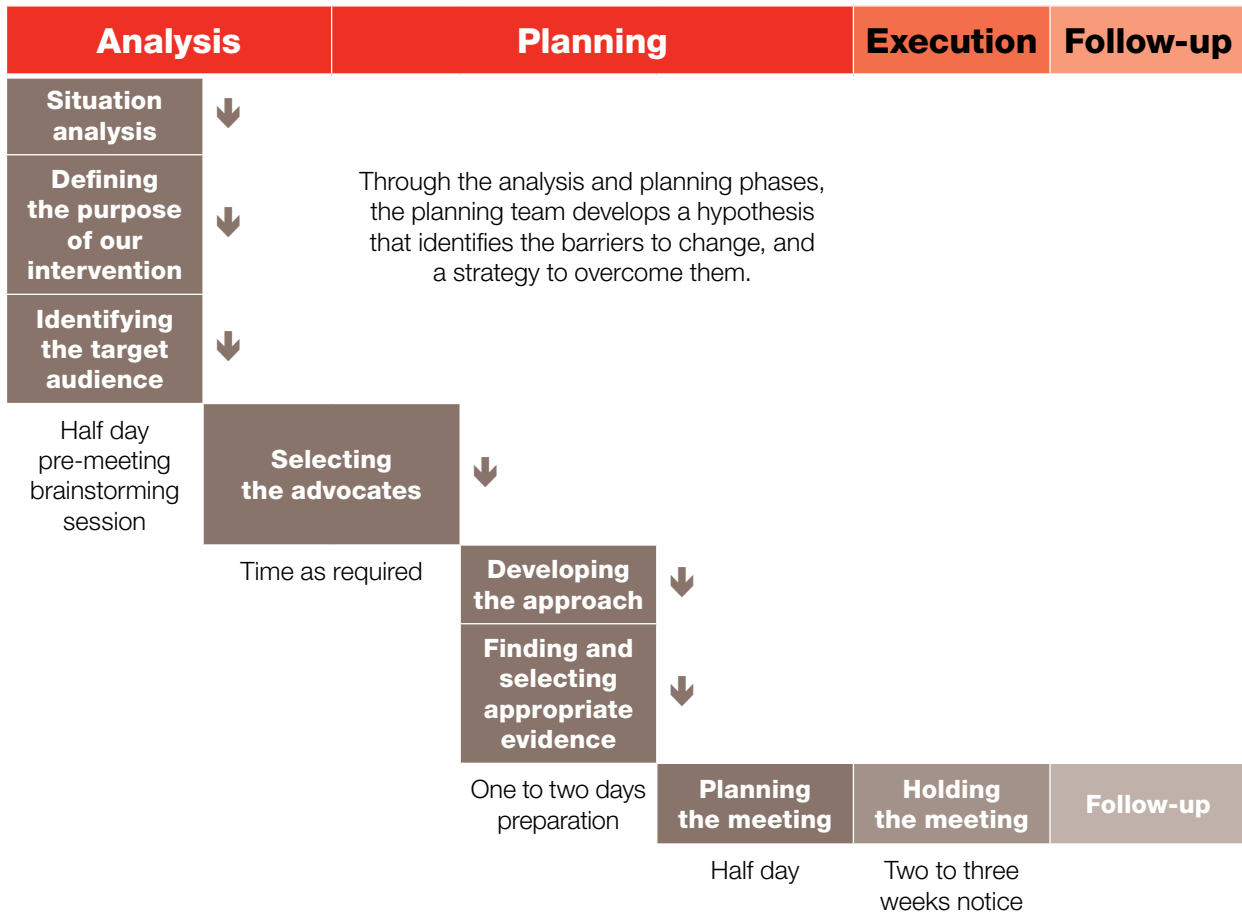 Analysis
Planning
Execution
Follow-up
Situation
analysis
Defining
the purpose
of our
intervention
Identifying
the target
audience
Through the analysis and planning phases,
the planning team develops a hypothesis
that identifies the barriers to change, and
a strategy to overcome them.
Half day
pre-meeting
brainstorming
session
Selecting
the advocates
Time as required
Developing
the approach
Finding and
selecting
appropriate
evidence
One to two days
preparation
Planning
the meeting
Half day
Holding
the meeting
Two to three
weeks notice
Follow-up